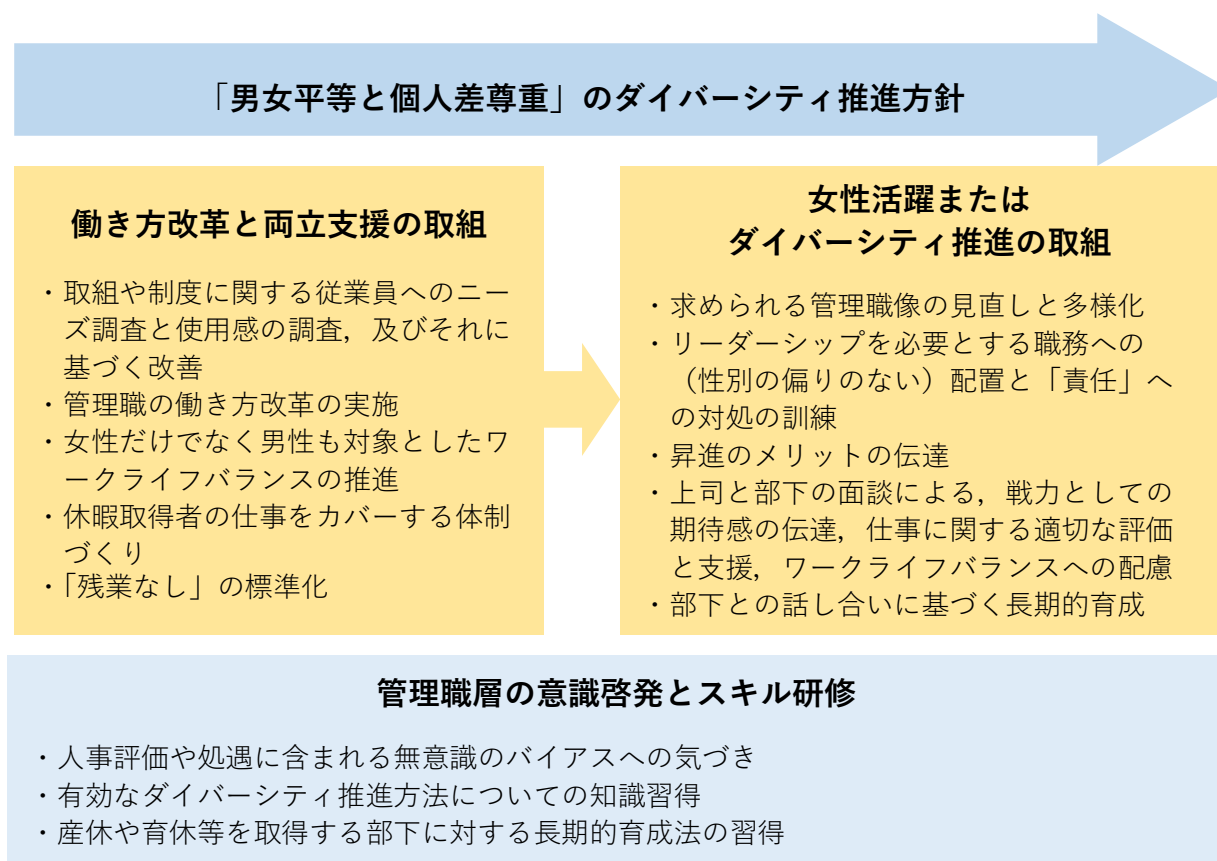 「男女平等と個人差尊重」のダイバーシティ推進方針
働き方改革と両立支援の取組
・取組や制度に関する従業員へのニー
ズ調査と使用感の調査，及びそれに
基づく改善
・管理職の働き方改革の実施
・女性だけでなく男性も対象としたワ
ークライフバランスの推進
・休暇取得者の仕事をカバーする体制
づくり
・「残業なし」の標準化
女性活躍または
ダイバーシティ推進の取組
・求められる管理職像の見直しと多様化
・リーダーシップを必要とする職務への
（性別の偏りのない）配置と「責任」へ
の対処の訓練
・昇進のメリットの伝達
・上司と部下の面談による，戦力としての
期待感の伝達，仕事に関する適切な評価
と支援，ワークライフバランスへの配慮
・部下との話し合いに基づく長期的育成
管理職層の意識啓発とスキル研修
・人事評価や処遇に含まれる無意識のバイアスへの気づき
・有効なダイバーシティ推進方法についての知識習得
・産休や育休等を取得する部下に対する長期的育成法の習得